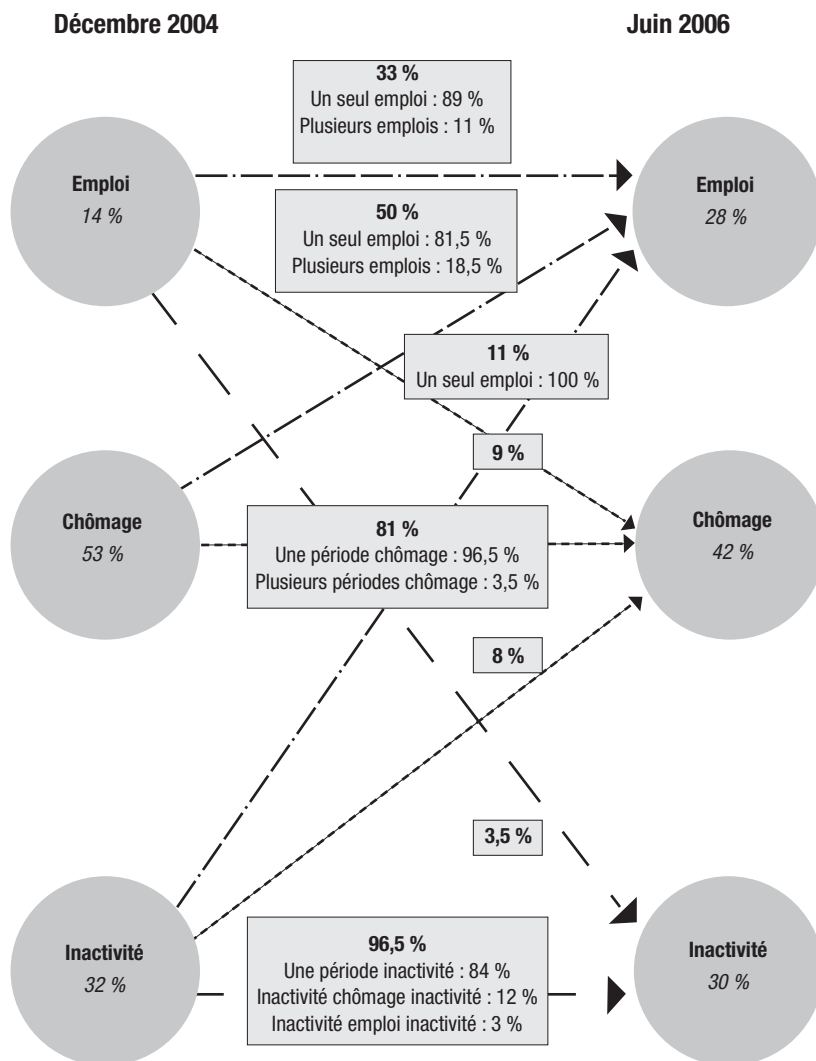 Décembre 2004
Juin 2006
33 %
Un seul emploi : 89 %
Plusieurs emplois : 11 %
Emploi
14 %
Emploi
28 %
50 %
Un seul emploi : 81,5 %
Plusieurs emplois : 18,5 %
11 %
Un seul emploi : 100 %
9 %
Chômage
53 %
81 %
Une période chômage : 96,5 %
Plusieurs périodes chômage : 3,5 %
Chômage
42 %
8 %
3,5 %
Inactivité
32 %
96,5 %
Une période inactivité : 84 %
Inactivité chômage inactivité : 12 %
Inactivité emploi inactivité : 3 %
Inactivité
30 %